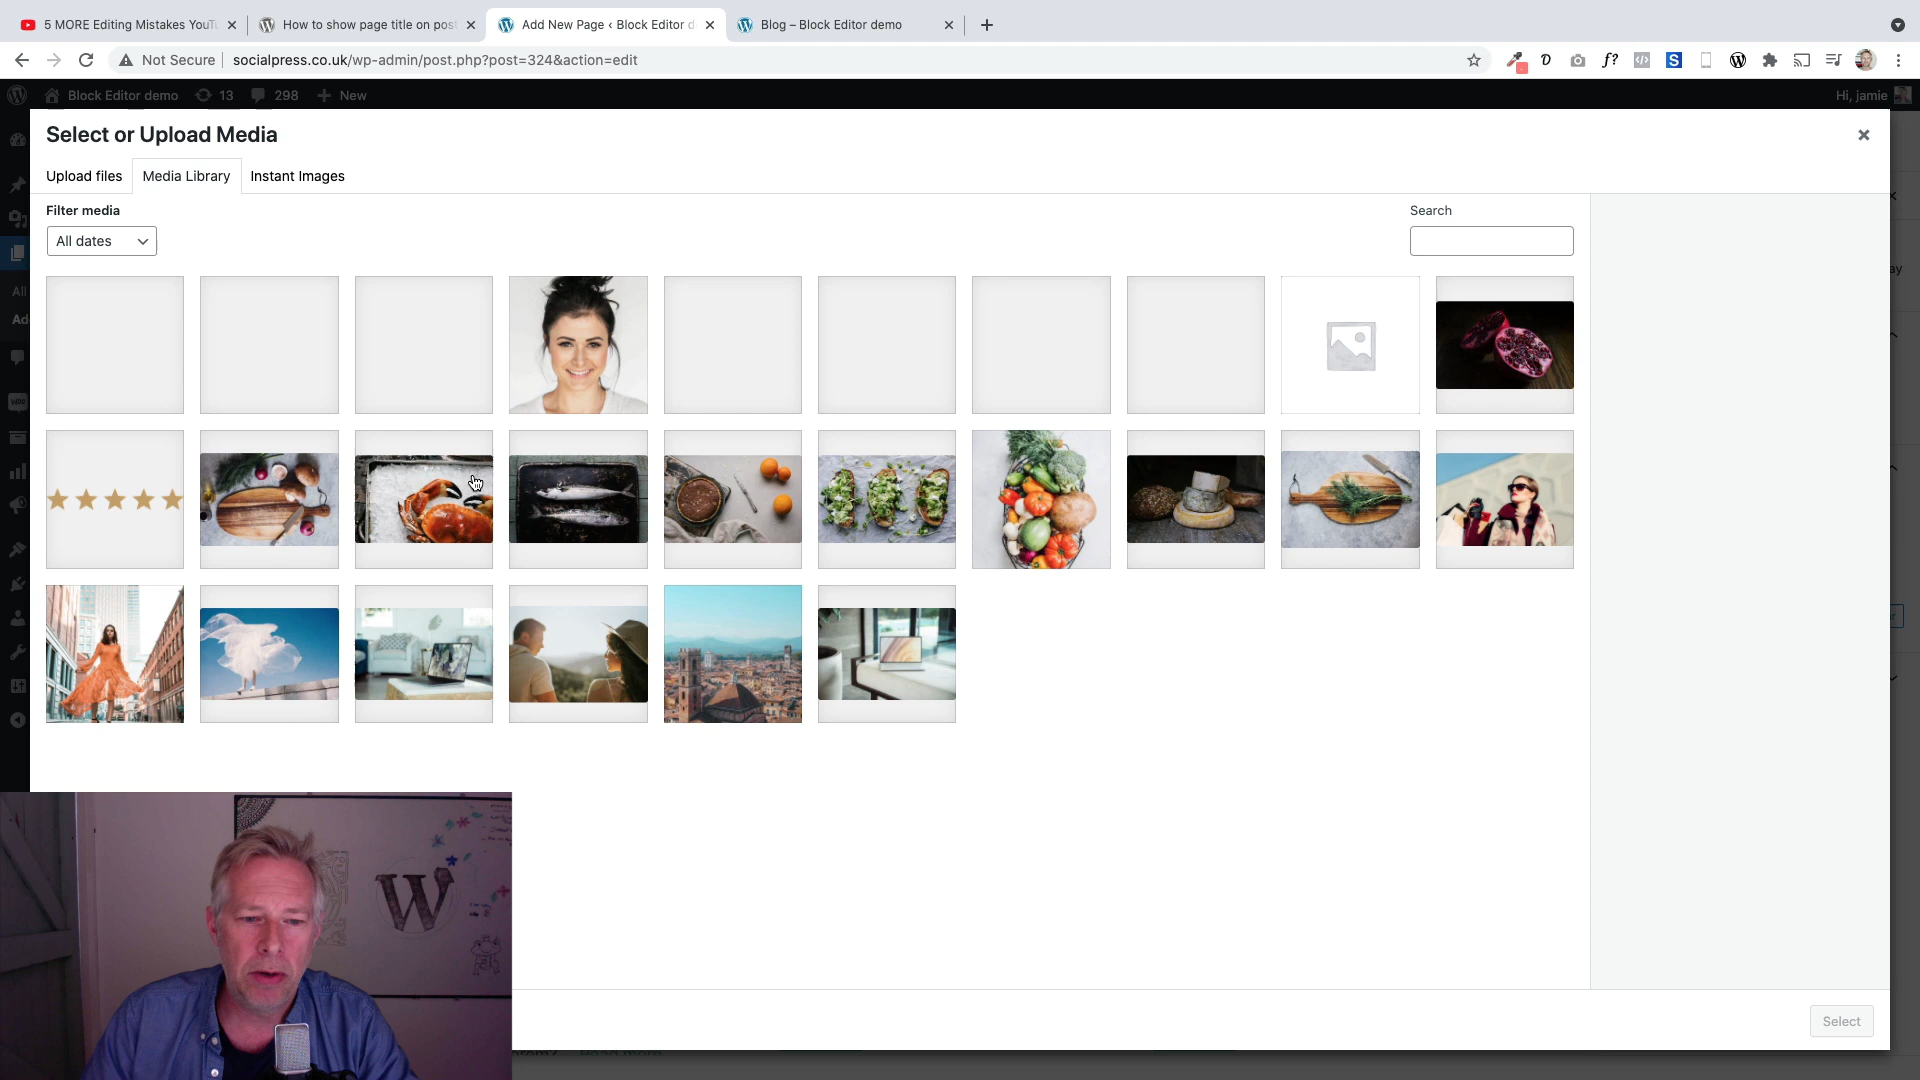 5 MORE Editing Mistakes YouTu
How to show page title on post
Add New Page ‹ Block Editor d
Blog – Block Editor demo
Not Secure
socialpress.co.uk/wp-admin/post.php?post=324&action=edit
Block Editor demo
13
298
New
Hi, jamie
Select or Upload Media
Upload files
Media Library
Instant Images
Filter media
All dates
Search
All
Select
W